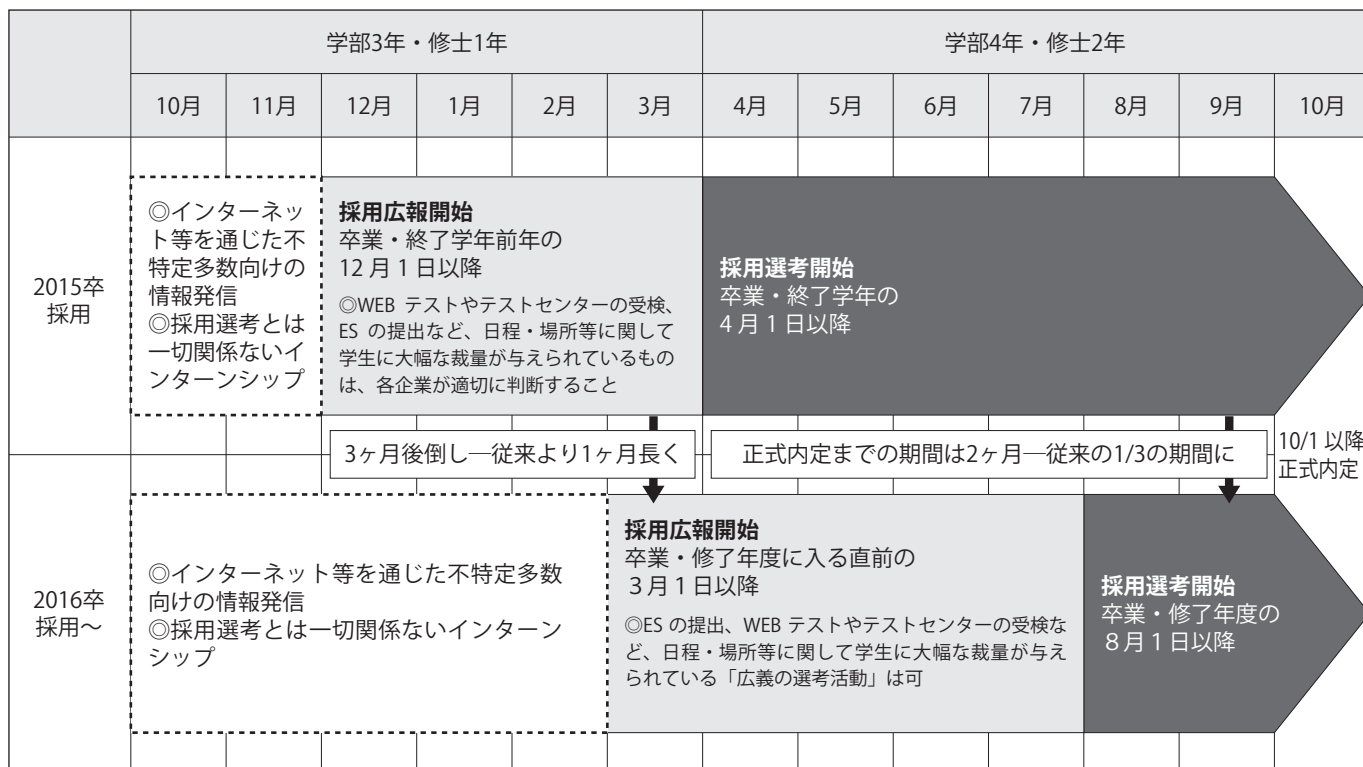 学部3年・修士1年
学部4年・修士2年
10月
11月
12月
1月
2月
3月
4月
5月
6月
7月
8月
9月
10月
2015卒
採用
◎インターネッ
ト等を通じた不
特定多数向けの
情報発信
◎採用選考とは
一切関係ないイ
ンターンシップ
採用広報開始
卒業・終了学年前年の
12 月 1 日以降
◎WEB テストやテストセンターの受検、
ES の提出など、日程・場所等に関して
学生に大幅な裁量が与えられているもの
は、各企業が適切に判断すること
採用選考開始
卒業・終了学年の
4 月 1 日以降
3ヶ月後倒し―従来より1ヶ月長く
正式内定までの期間は2ヶ月―従来の1/3の期間に
10/1 以降
正式内定
2016卒
採用～
◎インターネット等を通じた不特定多数
向けの情報発信
◎採用選考とは一切関係ないインターン
シップ
採用広報開始
卒業・修了年度に入る直前の
３月 1 日以降
◎ES の提出、WEB テストやテストセンターの受検な
ど、日程・場所等に関して学生に大幅な裁量が与え
られている「広義の選考活動」は可
採用選考開始
卒業・修了年度の
８月 1 日以降